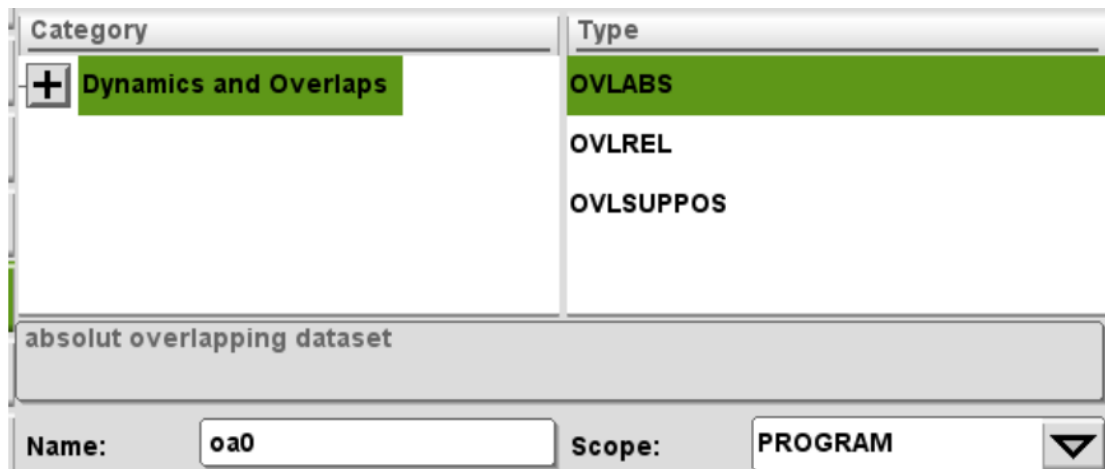 Category
Type
Dynamics and Overlaps
OVLABS
OVLREL
OVLSUPPOS
absolut overlapping dataset
Name:
oa0
Scope:
PROGRAM